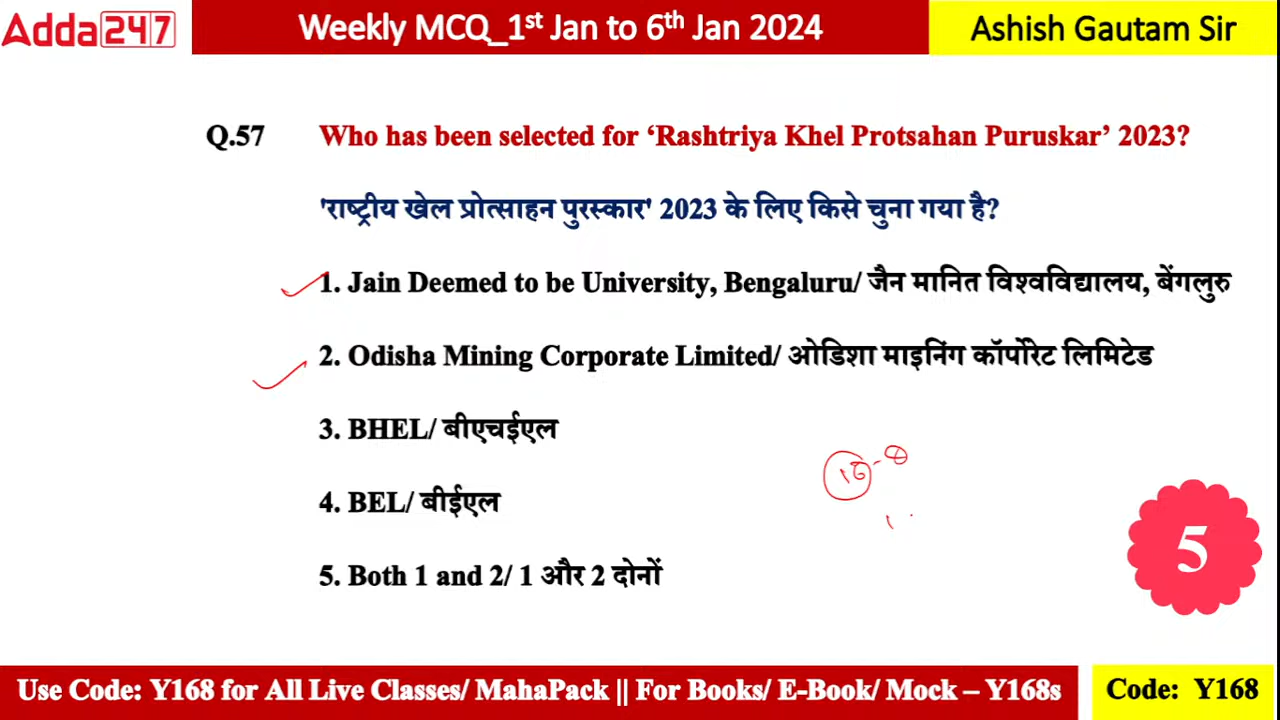 Adda247
Weekly MCQ_1st Jan to 6th Jan 2024
Ashish Gautam Sir
Q.57 Who has been selected for ‘Rashtriya Khel Protsahan Puruskar’ 2023?
'राष्ट्रीय खेल प्रोत्साहन पुरस्कार' 2023 के लिए किसे चुना गया है?
1. Jain Deemed to be University, Bengaluru/ जैन मानित विश्वविद्यालय, बेंगलुरु
2. Odisha Mining Corporate Limited/ ओडिशा माइनिंग कॉर्पोरेट लिमिटेड
3. BHEL/ बीएचईएल
4. BEL/ बीईएल
5. Both 1 and 2/ 1 और 2 दोनों
5
Use Code: Y168 for All Live Classes/ MahaPack || For Books/ E-Book/ Mock – Y168s
Code: Y168